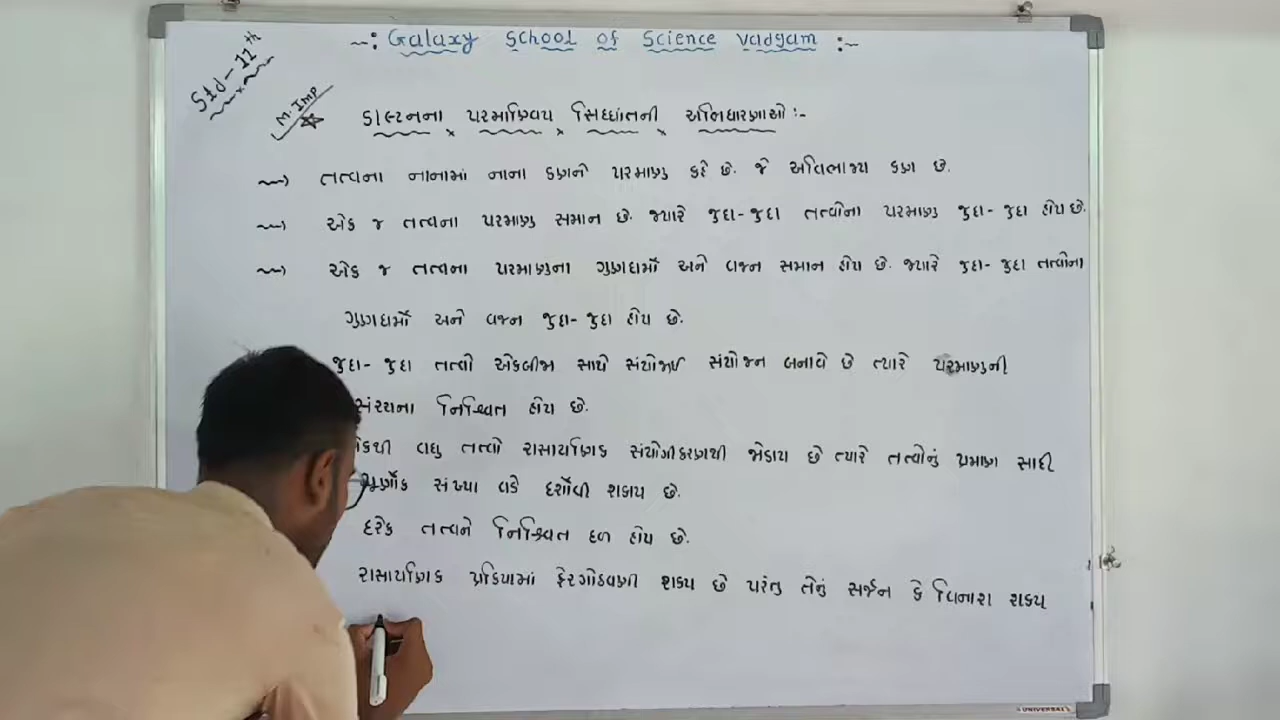 ~: Galaxy School of Science Vadgam :~
Std-11th
M.Imp
ડાલ્ટનના પરમાણ્વિય સિધ્ધાંતની અભિધારણાઓ :-
તત્વના નાનામાં નાના કણને પરમાણુ કહે છે. જે અવિભાજ્ય કણ છે.
એક જ તત્વના પરમાણુ સમાન છે. જ્યારે જુદા-જુદા તત્વોના પરમાણુ જુદા-જુદા હોય છે.
એક જ તત્વના પરમાણુના ગુણધર્મો અને વજન સમાન હોય છે. જ્યારે જુદા-જુદા તત્વોના
ગુણધર્મો અને વજન જુદા-જુદા હોય છે.
જુદા-જુદા તત્વો એકબીજા સાથે સંયોજાઈ સંયોજન બનાવે છે ત્યારે પરમાણુની
સંરચના નિશ્ચિત હોય છે.
વધુ તત્વો રાસાયણિક સંયોગીકરણથી જોડાય છે ત્યારે તત્વોનું પ્રમાણ સાદી
પૂર્ણાંક સંખ્યા વડે દર્શાવી શકાય છે.
દરેક તત્વને નિશ્ચિત દળ હોય છે.
રાસાયણિક પ્રક્રિયામાં ફેરગોઠવણી શક્ય છે પરંતુ તેનું સર્જન કે વિનાશ શક્ય
UNIVERSAL